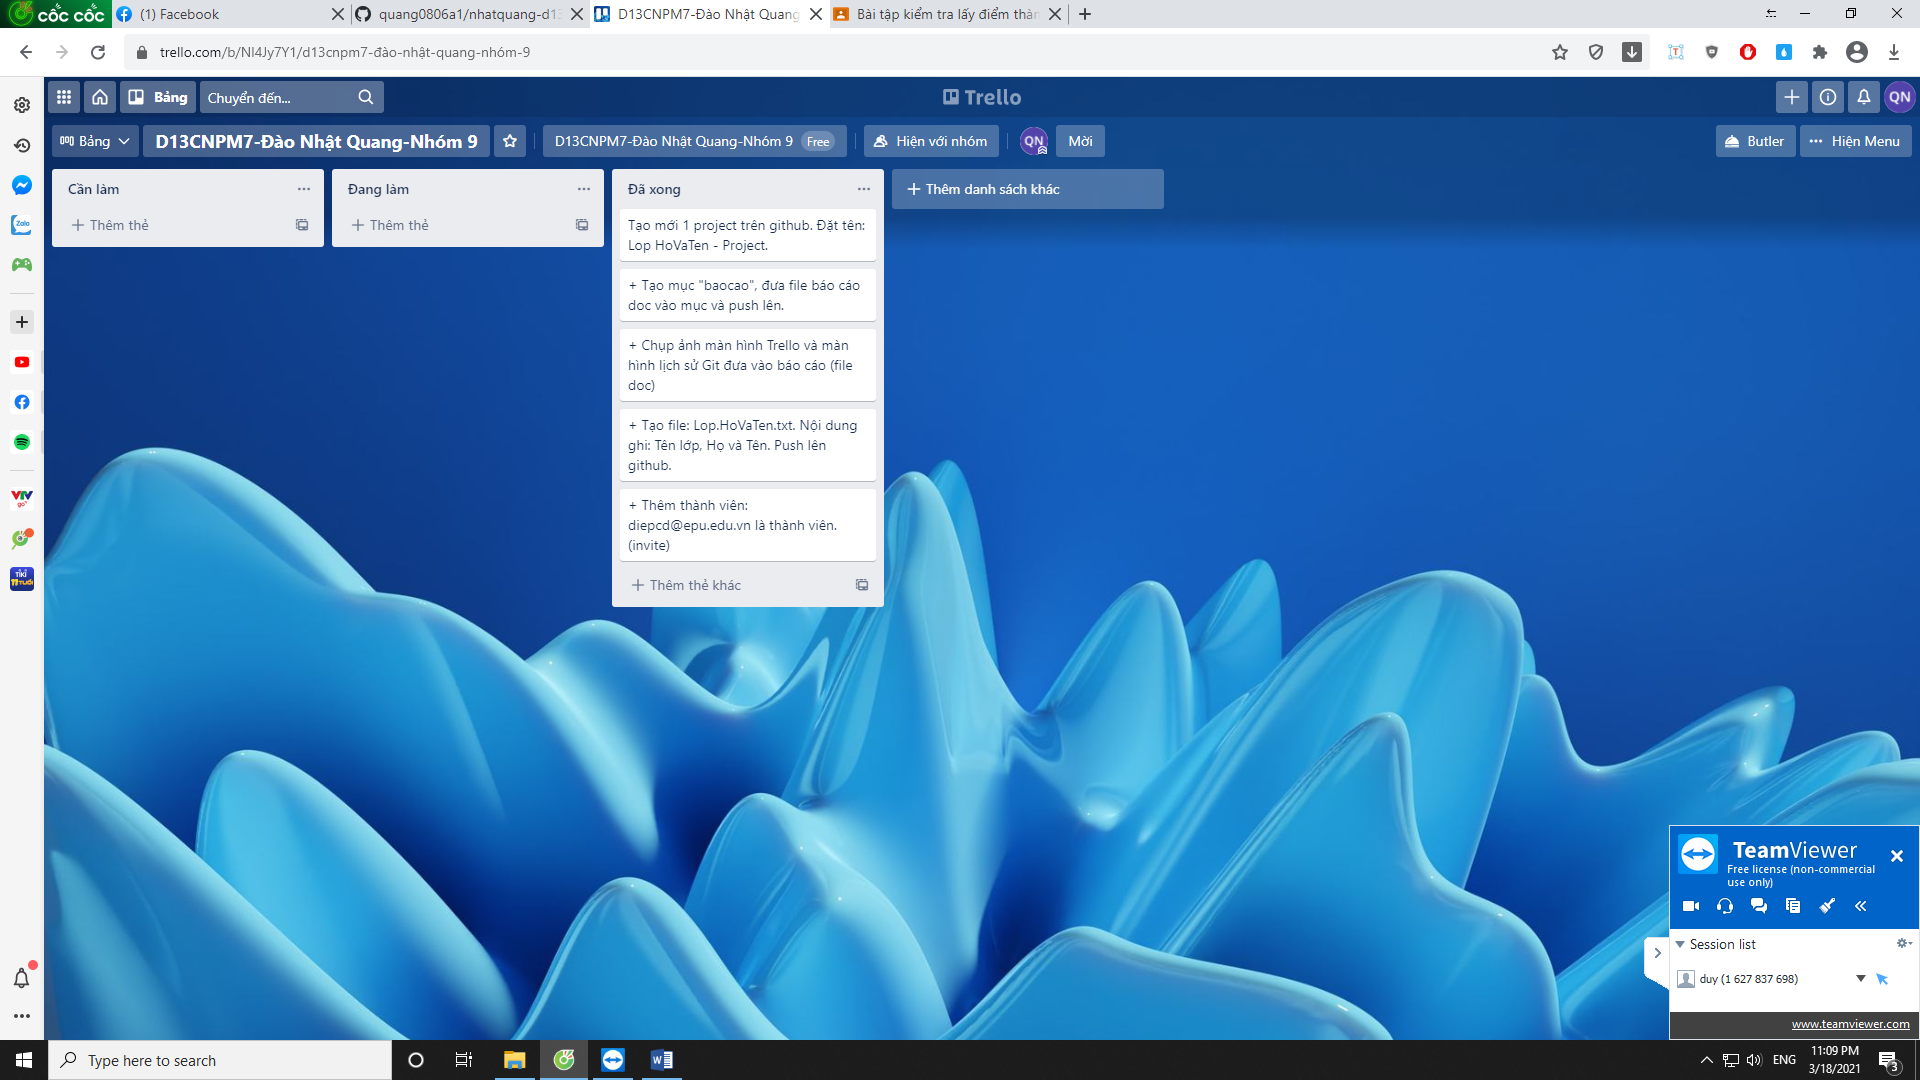 cốc cốc
(1) Facebook
quang0806a1/nhatquang-d13
D13CNPM7-Đào Nhật Quang
Bài tập kiểm tra lấy điểm thàn
trello.com/b/NI4Jy7Y1/d13cnpm7-đào-nhật-quang-nhóm-9
Bảng
Chuyển đến...
Trello
QN
Bảng
D13CNPM7-Đào Nhật Quang-Nhóm 9
D13CNPM7-Đào Nhật Quang-Nhóm 9 Free
Hiện với nhóm
QN
Mời
Butler
Hiện Menu
Cần làm
Thêm thẻ
Đang làm
Thêm thẻ
Đã xong
Tạo mới 1 project trên github. Đặt tên:
Lop HoVaTen - Project.
+ Tạo mục "baocao", đưa file báo cáo
doc vào mục và push lên.
+ Chụp ảnh màn hình Trello và màn
hình lịch sử Git đưa vào báo cáo (file
doc)
+ Tạo file: Lop.HoVaTen.txt. Nội dung
ghi: Tên lớp, Họ và Tên. Push lên
github.
+ Thêm thành viên:
diepcd@epu.edu.vn là thành viên.
(invite)
Thêm thẻ khác
Thêm danh sách khác
Zalo
VTV
go
TIKI
TeamViewer
Free license (non-commercial
use only)
Session list
duy (1 627 837 698)
www.teamviewer.com
Type here to search
ENG
11:09 PM
3/18/2021
3